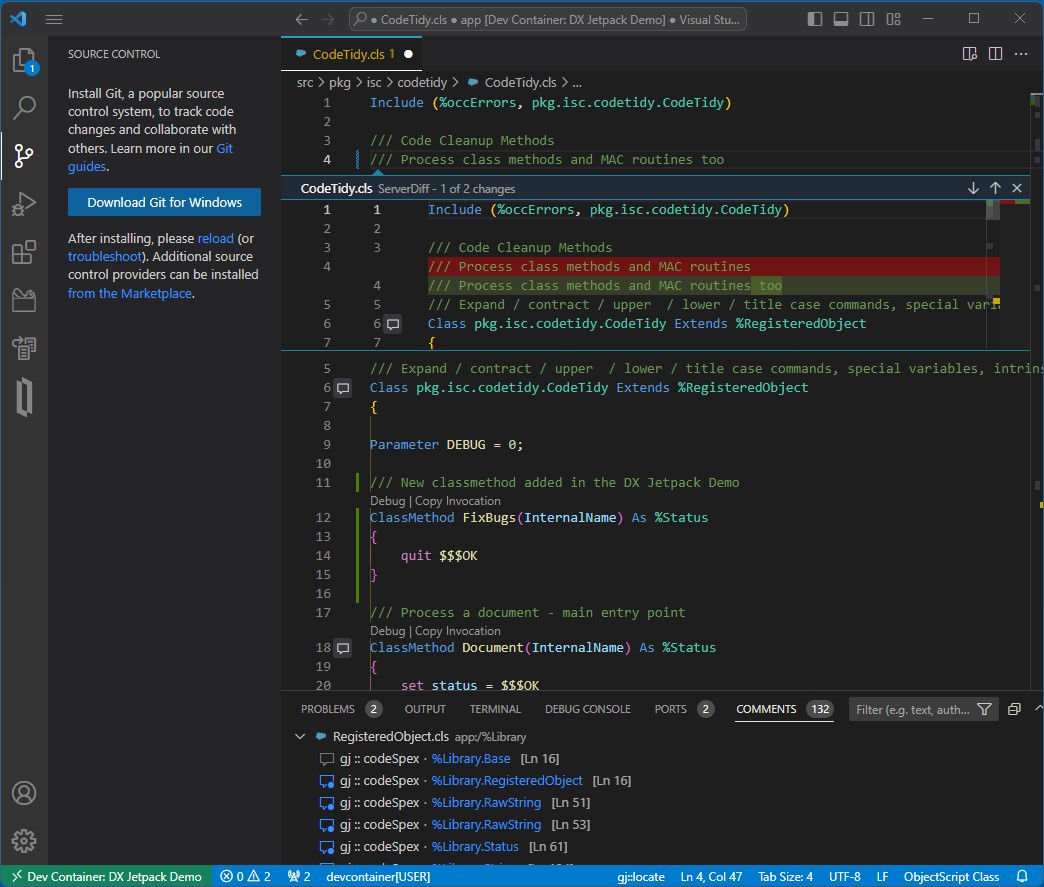 ● CodeTidy.cls ● app [Dev Container: DX Jetpack Demo] ● Visual Stu...
1
SOURCE CONTROL
Install Git, a popular source
control system, to track code
changes and collaborate with
others. Learn more in our Git
guides.
Download Git for Windows
After installing, please reload (or
troubleshoot). Additional source
control providers can be installed
from the Marketplace.
CodeTidy.cls 1 ●
src > pkg > isc > codetidy > CodeTidy.cls > ...
1 Include (%occErrors, pkg.isc.codetidy.CodeTidy)
2
3 /// Code Cleanup Methods
4 /// Process class methods and MAC routines too
CodeTidy.cls ServerDiff - 1 of 2 changes
1 1 Include (%occErrors, pkg.isc.codetidy.CodeTidy)
2 2
3 3 /// Code Cleanup Methods
4 /// Process class methods and MAC routines
4 /// Process class methods and MAC routines too
5 5 /// Expand / contract / upper / lower / title case commands, special vari
6 6 Class pkg.isc.codetidy.CodeTidy Extends %RegisteredObject
7 7 {
5 /// Expand / contract / upper / lower / title case commands, special variables, intrins
6 Class pkg.isc.codetidy.CodeTidy Extends %RegisteredObject
7 {
8
9 Parameter DEBUG = 0;
10
11 /// New classmethod added in the DX Jetpack Demo
Debug | Copy Invocation
12 ClassMethod FixBugs(InternalName) As %Status
13 {
14 quit $$$OK
15 }
16
17 /// Process a document - main entry point
Debug | Copy Invocation
18 ClassMethod Document(InternalName) As %Status
19 {
20 set status = $$$OK
PROBLEMS 2 OUTPUT TERMINAL DEBUG CONSOLE PORTS 2 COMMENTS 132 Filter (e.g. text, auth...
RegisteredObject.cls app:/%Library
gj :: codeSpex · %Library.Base [Ln 16]
gj :: codeSpex · %Library.RegisteredObject [Ln 16]
gj :: codeSpex · %Library.RawString [Ln 51]
gj :: codeSpex · %Library.RawString [Ln 53]
gj :: codeSpex · %Library.Status [Ln 61]
Dev Container: DX Jetpack Demo 0 2 2 devcontainer[USER] gj::locate Ln 4, Col 47 Tab Size: 4 UTF-8 LF ObjectScript Class